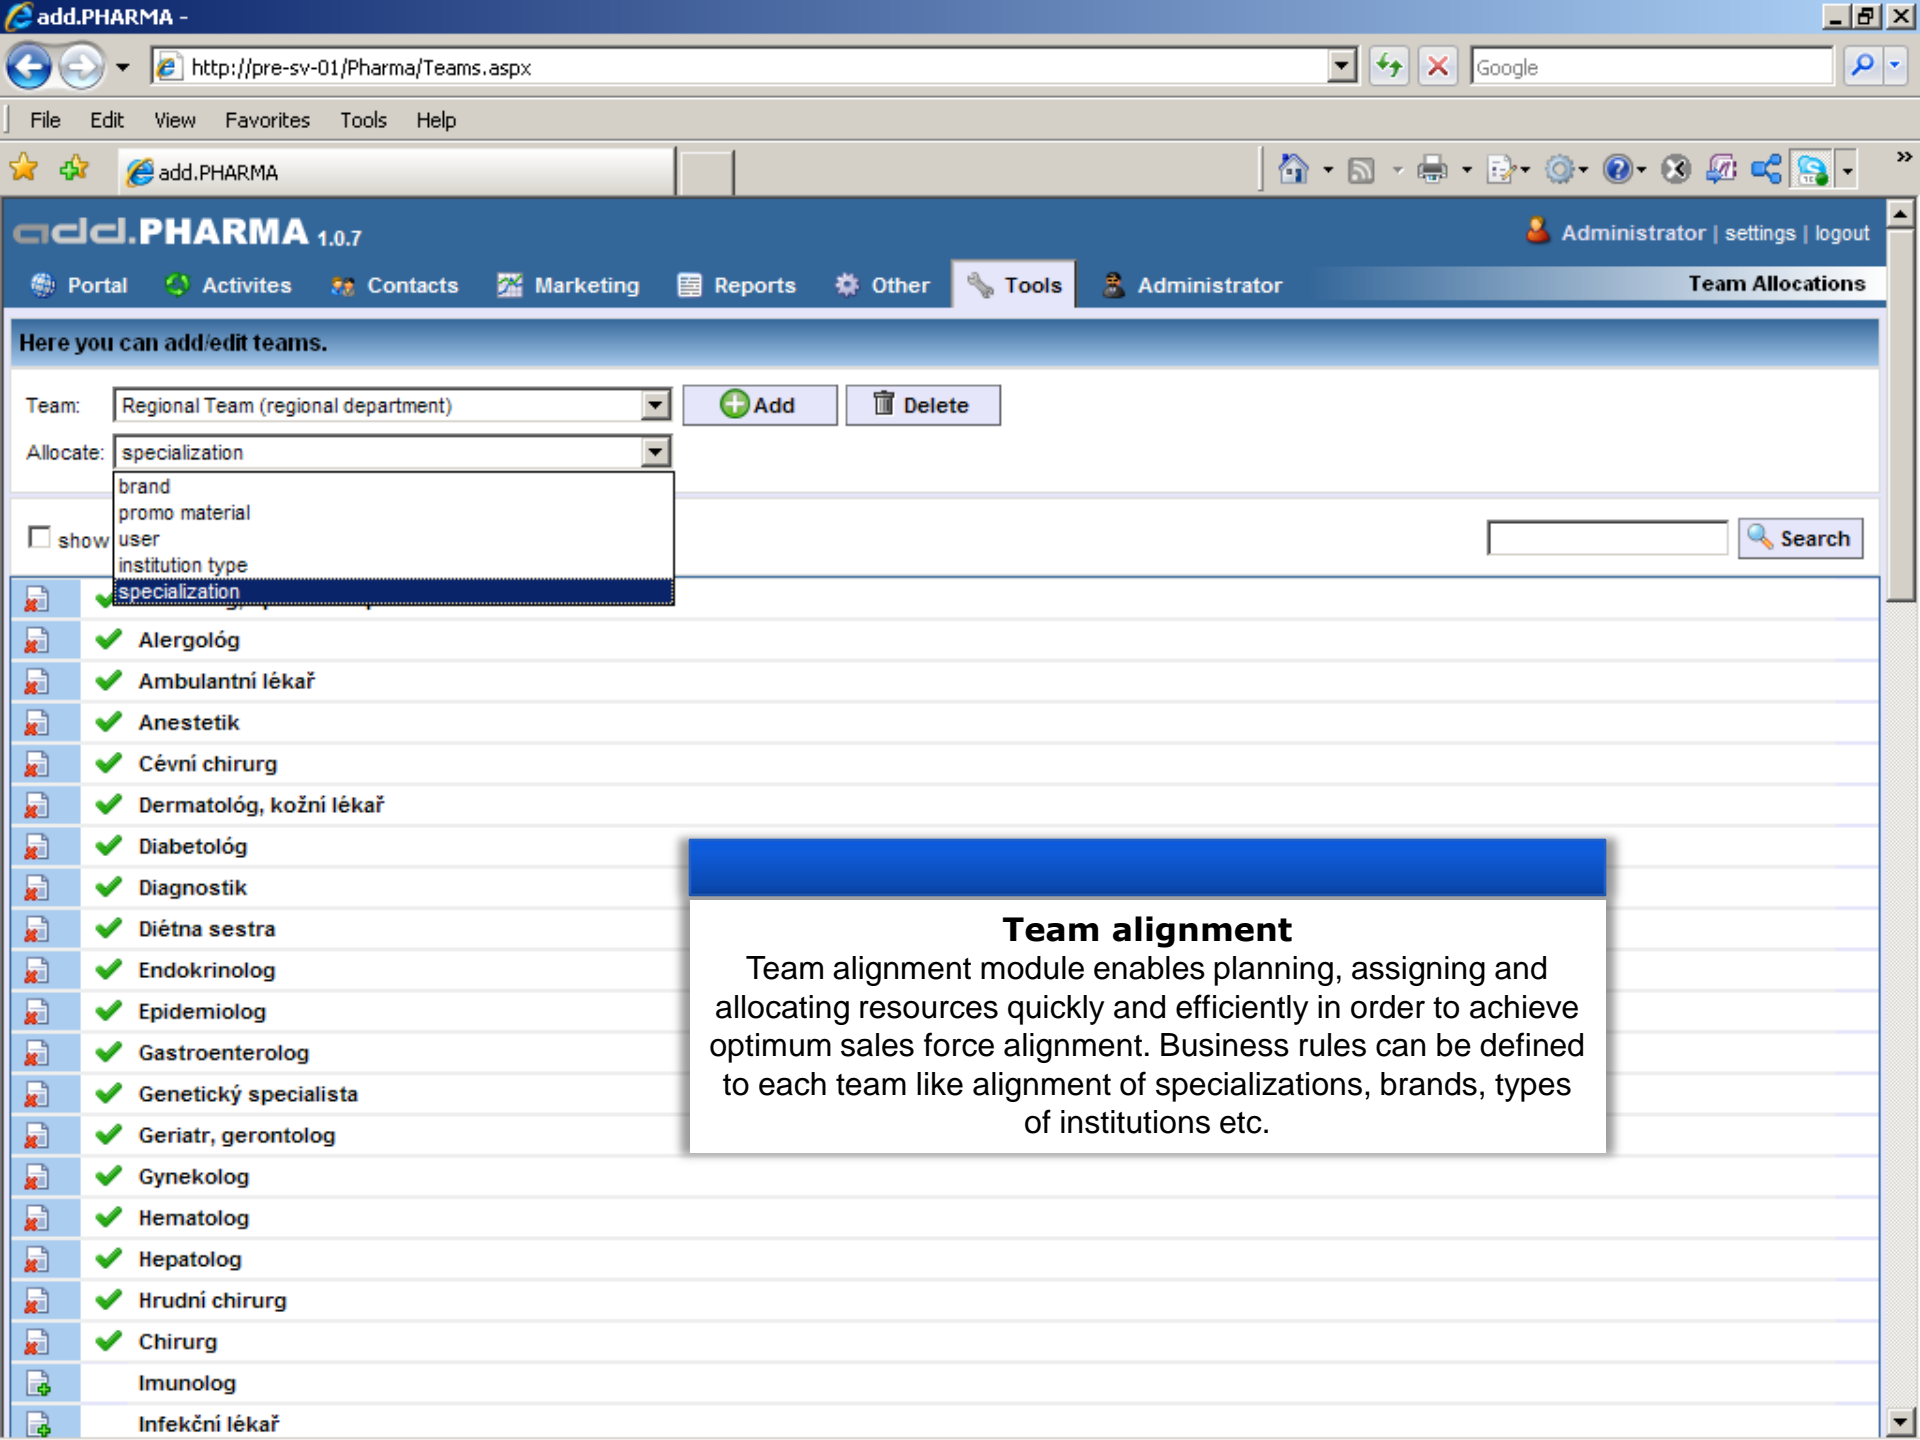 add.PHARMA -
http://pre-sv-01/Pharma/Teams.aspx
Google
File Edit View Favorites Tools Help
add.PHARMA
add.PHARMA 1.0.7
Administrator | settings | logout
Portal Activites Contacts Marketing Reports Other Tools Administrator
Team Allocations
Here you can add/edit teams.
Team: Regional Team (regional department) Add Delete
Allocate: specialization
brand
promo material
user
institution type
specialization
show
Search
Alergológ
Ambulantní lékař
Anestetik
Cévní chirurg
Dermatológ, kožní lékař
Diabetológ
Diagnostik
Diétna sestra
Endokrinolog
Epidemiolog
Gastroenterolog
Genetický specialista
Geriatr, gerontolog
Gynekolog
Hematolog
Hepatolog
Hrudní chirurg
Chirurg
Imunolog
Infekční lékař
Team alignment
Team alignment module enables planning, assigning and
allocating resources quickly and efficiently in order to achieve
optimum sales force alignment. Business rules can be defined
to each team like alignment of specializations, brands, types
of institutions etc.